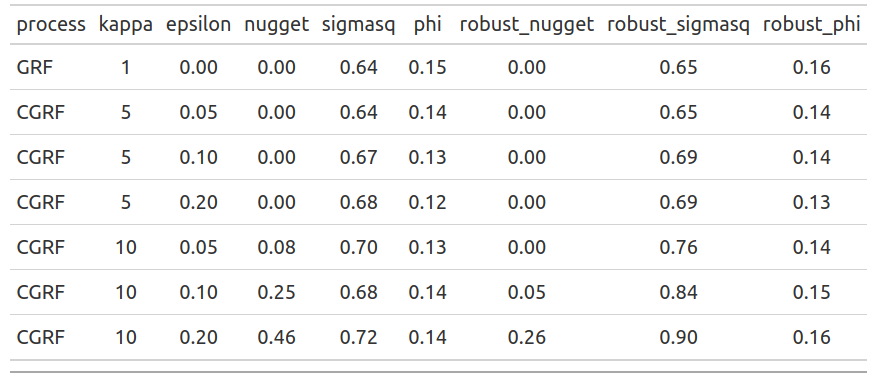 process kappa epsilon nugget sigmasq phi robust_nugget robust_sigmasq robust_phi
GRF 1 0.00 0.00 0.64 0.15 0.00 0.65 0.16
CGRF 5 0.05 0.00 0.64 0.14 0.00 0.65 0.14
CGRF 5 0.10 0.00 0.67 0.13 0.00 0.69 0.14
CGRF 5 0.20 0.00 0.68 0.12 0.00 0.69 0.13
CGRF 10 0.05 0.08 0.70 0.13 0.00 0.76 0.14
CGRF 10 0.10 0.25 0.68 0.14 0.05 0.84 0.15
CGRF 10 0.20 0.46 0.72 0.14 0.26 0.90 0.16